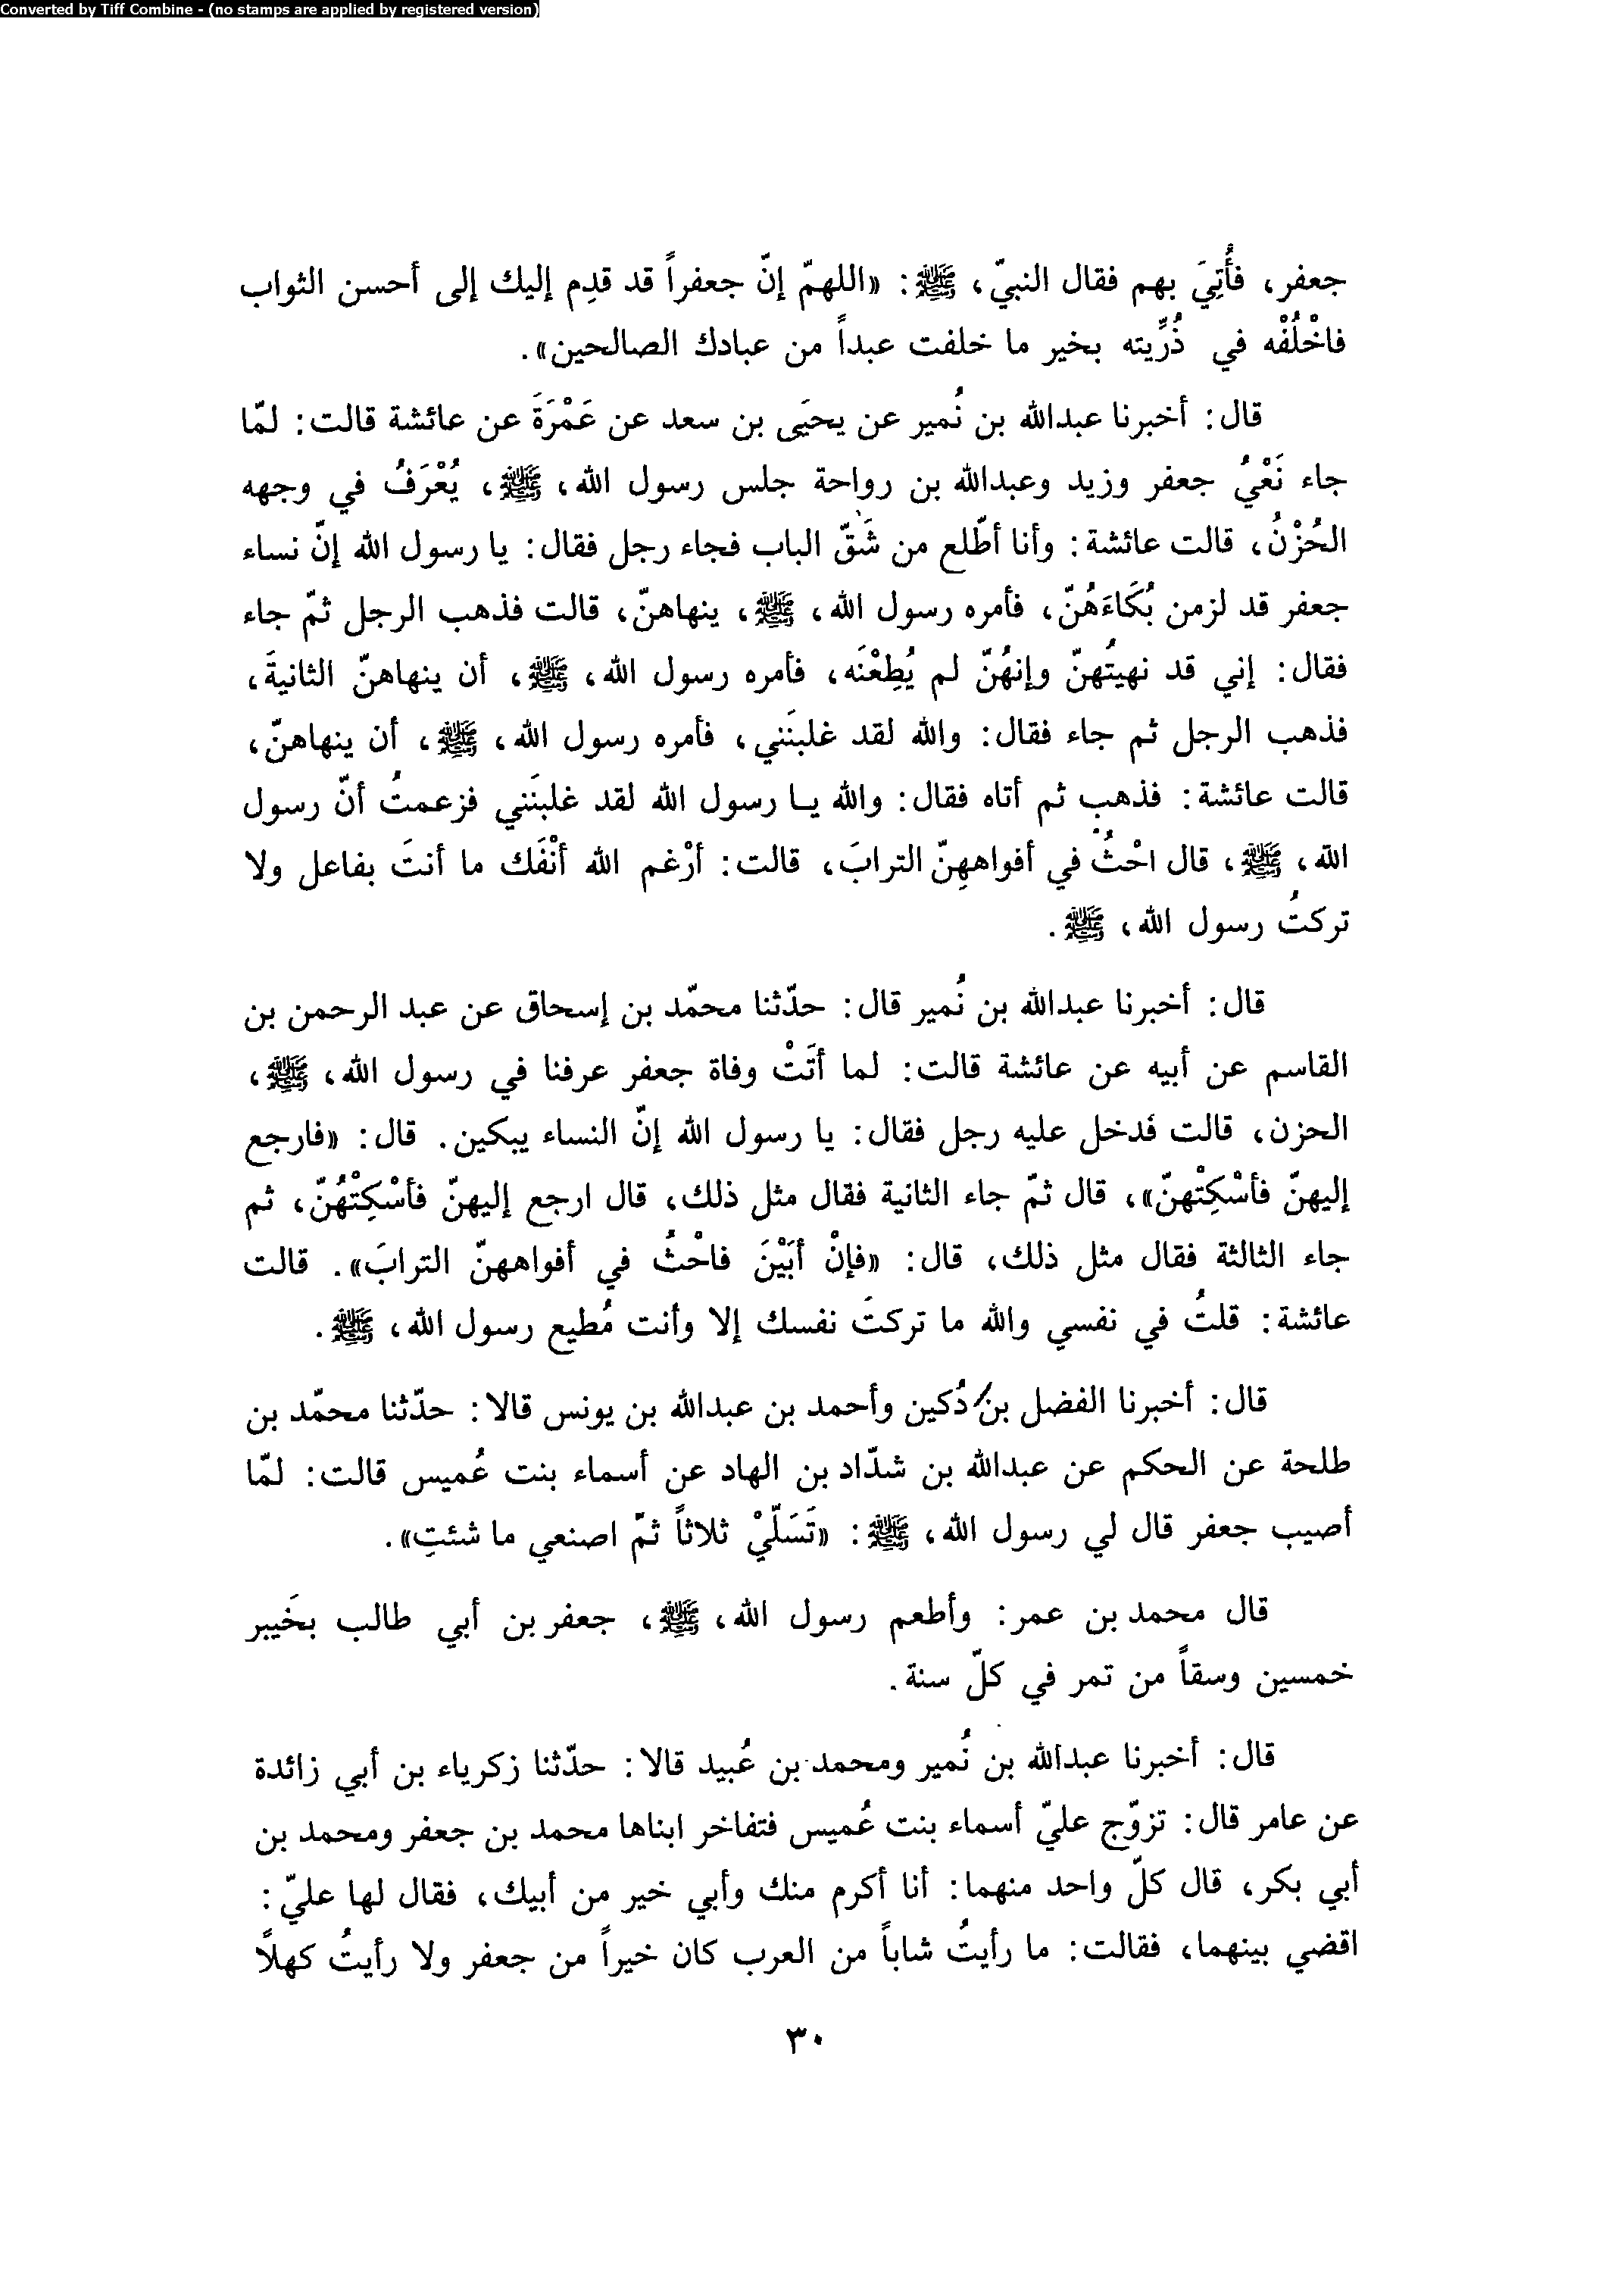 Converted by Tiff Combine - (no stamps are applied by registered version)
جعفر، فأُتِيَ بهم فقال النبيّ، ﷺ: «اللهمّ إنّ جعفراً قد قدِم إليك إلى أحسن الثواب
فاخْلُفْه في ذُرِّيته بخير ما خلفت عبداً من عبادك الصالحين».
قال: أخبرنا عبدالله بن نُمير عن يحيَى بن سعد عن عَمْرَةَ عن عائشة قالت: لمّا
جاء نَعْيُ جعفر وزيد وعبدالله بن رواحة جلس رسول الله، ﷺ، يُعْرَفُ في وجهه
الحُزْنُ، قالت عائشة: وأنا أطّلع من شَقّ الباب فجاء رجل فقال: يا رسول الله إنّ نساء
جعفر قد لزمن بُكَاءَهُنّ، فأمره رسول الله، ﷺ، ينهاهنّ، قالت فذهب الرجل ثمّ جاء
فقال: إني قد نهيتُهنّ وإنهُنّ لم يُطِعْنَه، فأمره رسول الله، ﷺ، أن ينهاهنّ الثانيةَ،
فذهب الرجل ثم جاء فقال: والله لقد غلبنَني، فأمره رسول الله، ﷺ، أن ينهاهنّ،
قالت عائشة: فذهب ثم أتاه فقال: والله يا رسول الله لقد غلبنَني فزعمتُ أنّ رسول
الله، ﷺ، قال احْثُ في أفواههِنّ الترابَ، قالت: أرْغم الله أنْفَك ما أنتَ بفاعل ولا
تركتُ رسول الله، ﷺ.
قال: أخبرنا عبدالله بن نُمير قال: حدّثنا محمّد بن إسحاق عن عبد الرحمن بن
القاسم عن أبيه عن عائشة قالت: لما أتَتْ وفاة جعفر عرفنا في رسول الله، ﷺ،
الحزن، قالت فدخل عليه رجل فقال: يا رسول الله إنّ النساء يبكين. قال: «فارجع
إليهنّ فأسْكِتْهنّ»، قال ثمّ جاء الثانية فقال مثل ذلك، قال ارجع إليهنّ فأسْكِتْهُنّ، ثم
جاء الثالثة فقال مثل ذلك، قال: «فإنْ أبَيْنَ فاحْثُ في أفواههنّ الترابَ». قالت
عائشة: قلتُ في نفسي والله ما تركتَ نفسك إلا وأنت مُطيع رسول الله، ﷺ.
قال: أخبرنا الفضل بن دُكين وأحمد بن عبدالله بن يونس قالا: حدّثنا محمّد بن
طلحة عن الحكم عن عبدالله بن شدّاد بن الهاد عن أسماء بنت عُميس قالت: لمّا
أصيب جعفر قال لي رسول الله، ﷺ: «تَسَلّيْ ثلاثاً ثمّ اصنعي ما شئتِ».
قال محمد بن عمر: وأطعم رسول الله، ﷺ، جعفر بن أبي طالب بخَيبر
خمسين وسقاً من تمر في كلّ سنة.
قال: أخبرنا عبدالله بن نُمير ومحمد بن عُبيد قالا: حدّثنا زكرياء بن أبي زائدة
عن عامر قال: تزوّج عليّ أسماء بنت عُميس فتفاخر ابناها محمد بن جعفر ومحمد بن
أبي بكر، قال كلّ واحد منهما: أنا أكرم منك وأبي خير من أبيك، فقال لها عليّ:
اقضي بينهما، فقالت: ما رأيتُ شاباً من العرب كان خيراً من جعفر ولا رأيتُ كهلاً
٣٠